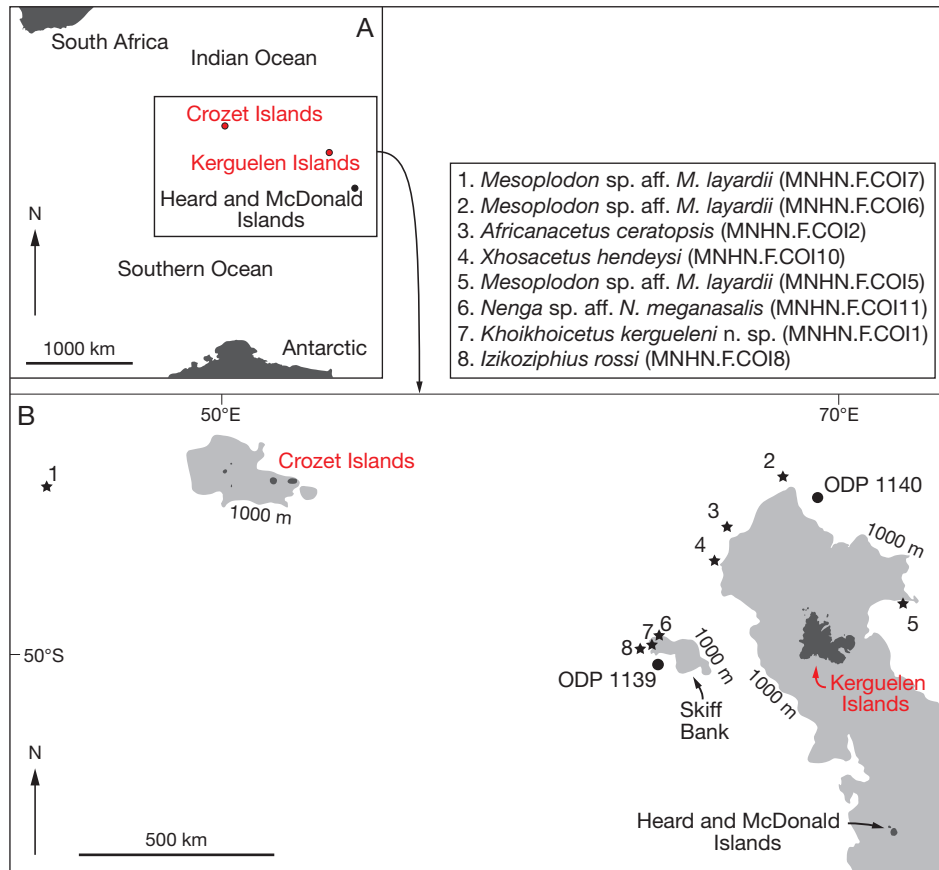 A
South Africa
Indian Ocean
Crozet Islands
Kerguelen Islands
Heard and McDonald
Islands
N
Southern Ocean
1000 km
Antarctic
1. Mesoplodon sp. aff. M. layardii (MNHN.F.COI7)
2. Mesoplodon sp. aff. M. layardii (MNHN.F.COI6)
3. Africanacetus ceratopsis (MNHN.F.COI2)
4. Xhosacetus hendeysi (MNHN.F.COI10)
5. Mesoplodon sp. aff. M. layardii (MNHN.F.COI5)
6. Nenga sp. aff. N. meganasalis (MNHN.F.COI11)
7. Khoikhoicetus kergueleni n. sp. (MNHN.F.COI1)
8. Izikoziphius rossi (MNHN.F.COI8)
B
50°E
70°E
1
Crozet Islands
1000 m
2
ODP 1140
3
1000 m
4
5
6
7
8
1000 m
50°S
ODP 1139
1000 m
Skiff
Bank
Kerguelen
Islands
N
500 km
Heard and McDonald
Islands